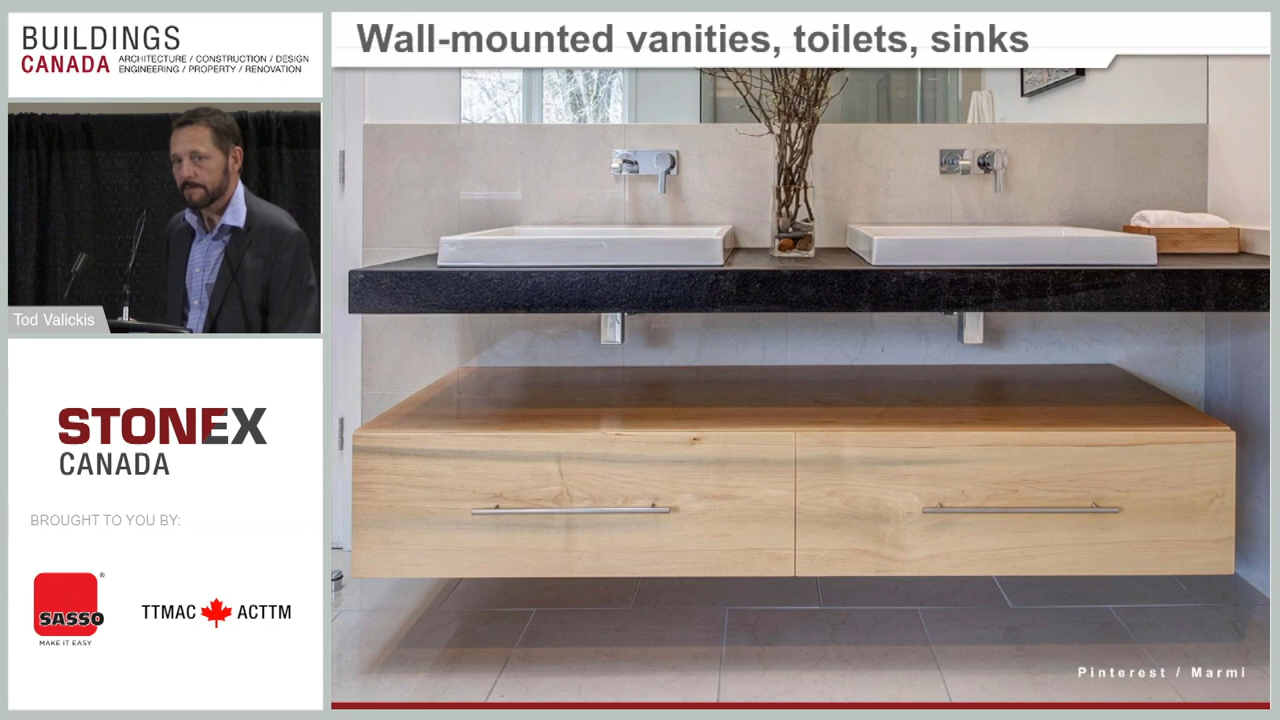 BUILDINGS
CANADA
ARCHITECTURE / CONSTRUCTION / DESIGN
ENGINEERING / PROPERTY / RENOVATION
Wall-mounted vanities, toilets, sinks
Tod Valickis
STONEX
CANADA
BROUGHT TO YOU BY:
SASSO
®
MAKE IT EASY
TTMAC ACTTM
Pinterest / Marmi